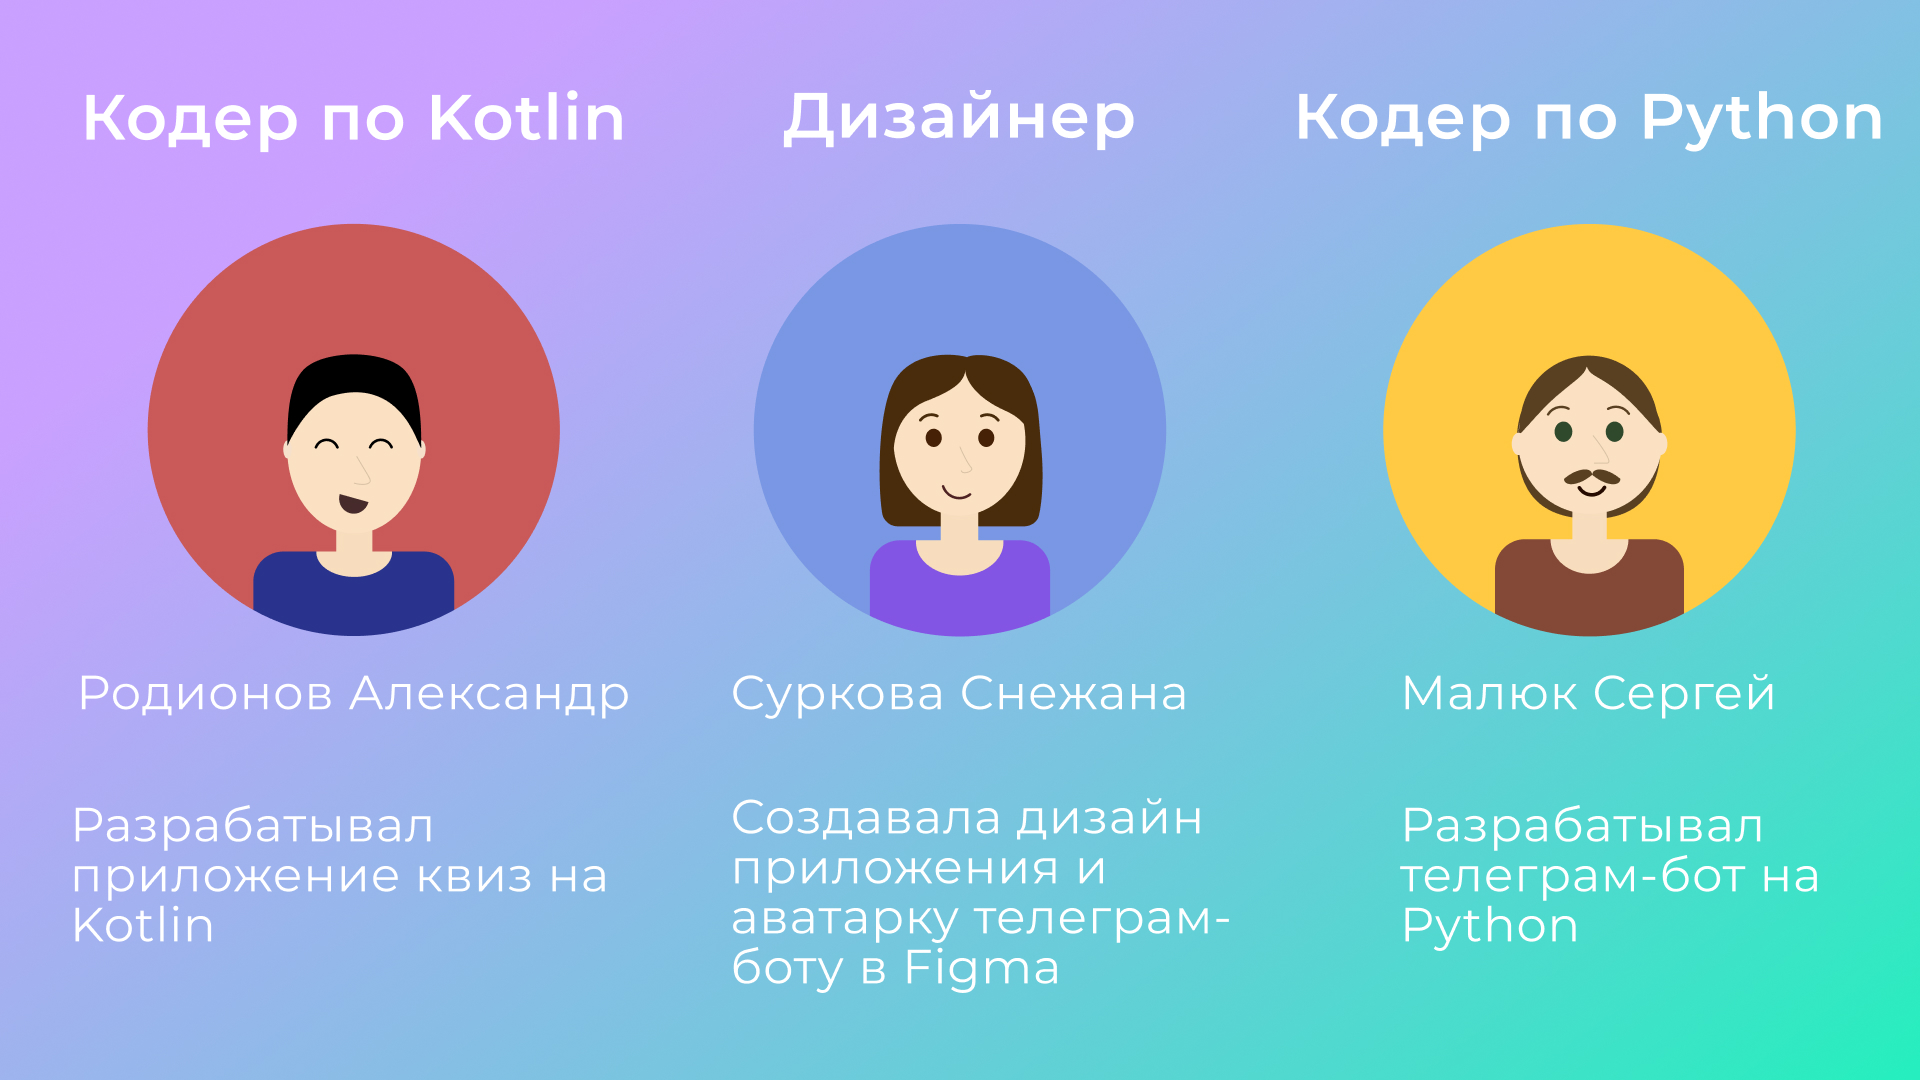 Кодер по Kotlin
Дизайнер
Кодер по Python
Родионов Александр
Суркова Снежана
Малюк Сергей
Разрабатывал
приложение квиз на
Kotlin
Создавала дизайн
приложения и
аватарку телеграм-
боту в Figma
Разрабатывал
телеграм-бот на
Python